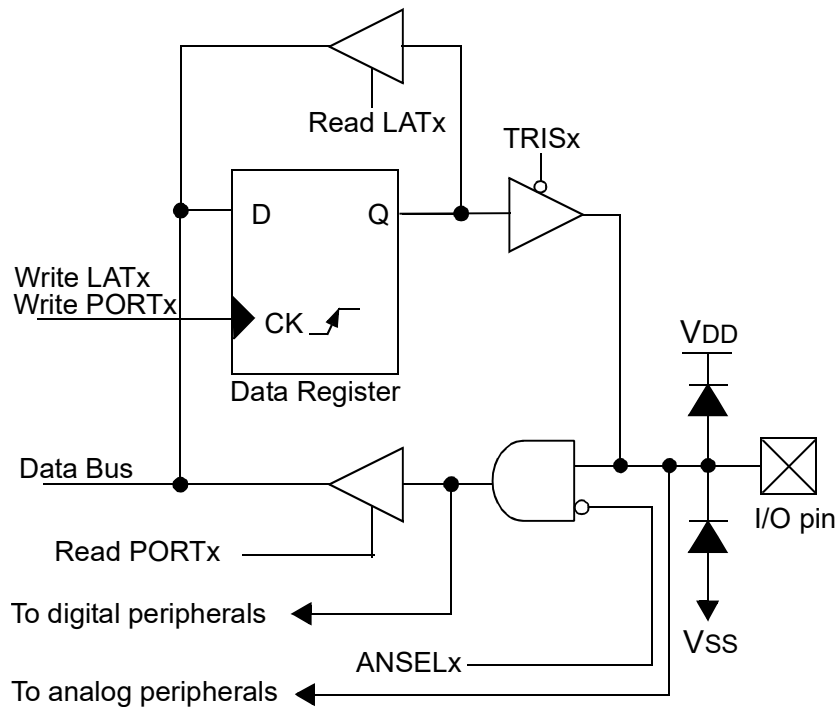 Read LATx
TRISx
D
Q
Write LATx
Write PORTx
CK
VDD
Data Register
Data Bus
I/O pin
Read PORTx
To digital peripherals
VSS
ANSELx
To analog peripherals